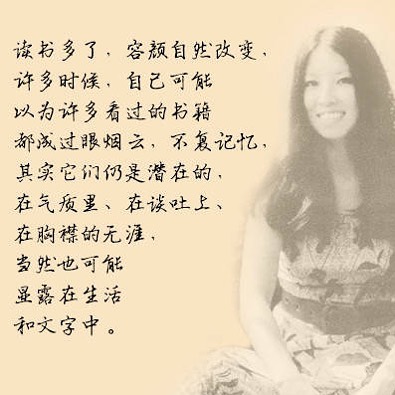 读书多了，容颜自然改变，
许多时候，自己可能
以为许多看过的书籍
都成过眼烟云，不复记忆，
其实它们仍是潜在的，
在气质里、在谈吐上、
在胸襟的无涯，
当然也可能
显露在生活
和文字中。